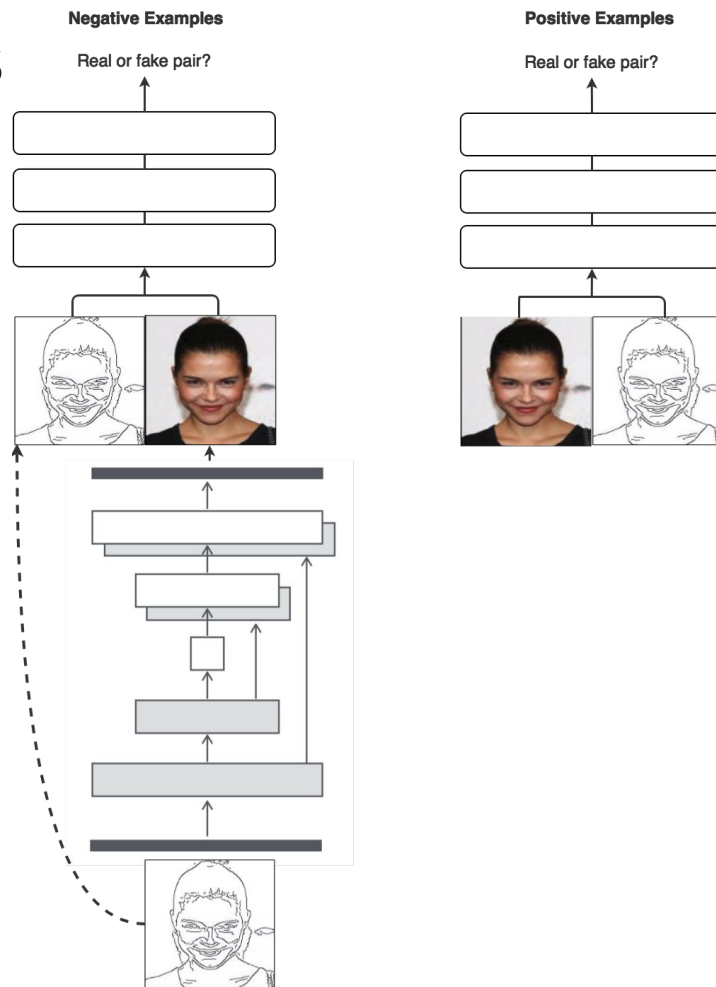 Negative Examples
Real or fake pair?
Positive Examples
Real or fake pair?